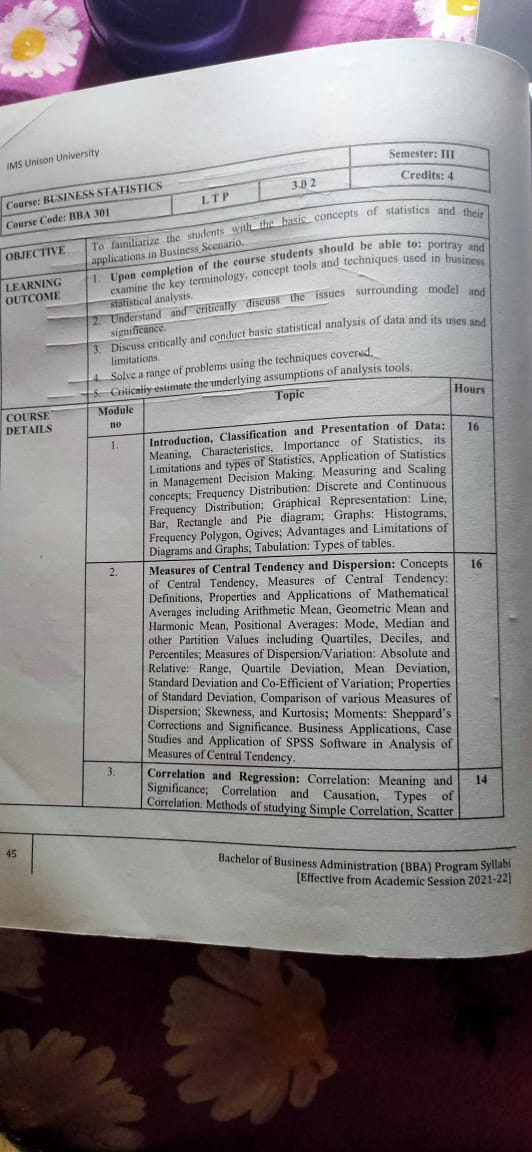 IMS Unison University
Course: BUSINESS STATISTICS
Semester: III
Course Code: BBA 301
L T P
3 0 2
Credits: 4
OBJECTIVE
To familiarize the students with the basic concepts of statistics and their
applications in Business Scenario.
LEARNING
OUTCOME
1. Upon completion of the course students should be able to: portray and
examine the key terminology, concept tools and techniques used in business
statistical analysis.
2. Understand and critically discuss the issues surrounding model and
significance.
3. Discuss critically and conduct basic statistical analysis of data and its uses and
limitations.
4. Solve a range of problems using the techniques covered.
5. Critically estimate the underlying assumptions of analysis tools.
COURSE
DETAILS
Module
no
Topic
Hours
1.
Introduction, Classification and Presentation of Data:
Meaning, Characteristics, Importance of Statistics, its
Limitations and types of Statistics, Application of Statistics
in Management Decision Making. Measuring and Scaling
concepts; Frequency Distribution: Discrete and Continuous
Frequency Distribution; Graphical Representation: Line,
Bar, Rectangle and Pie diagram; Graphs: Histograms,
Frequency Polygon, Ogives; Advantages and Limitations of
Diagrams and Graphs; Tabulation: Types of tables.
16
2.
Measures of Central Tendency and Dispersion: Concepts
of Central Tendency, Measures of Central Tendency:
Definitions, Properties and Applications of Mathematical
Averages including Arithmetic Mean, Geometric Mean and
Harmonic Mean, Positional Averages: Mode, Median and
other Partition Values including Quartiles, Deciles, and
Percentiles; Measures of Dispersion/Variation: Absolute and
Relative: Range, Quartile Deviation, Mean Deviation,
Standard Deviation and Co-Efficient of Variation; Properties
of Standard Deviation, Comparison of various Measures of
Dispersion; Skewness, and Kurtosis; Moments: Sheppard's
Corrections and Significance. Business Applications, Case
Studies and Application of SPSS Software in Analysis of
Measures of Central Tendency.
16
3.
Correlation and Regression: Correlation: Meaning and
Significance; Correlation and Causation, Types of
Correlation. Methods of studying Simple Correlation, Scatter
14
45
Bachelor of Business Administration (BBA) Program Syllabi
[Effective from Academic Session 2021-22]